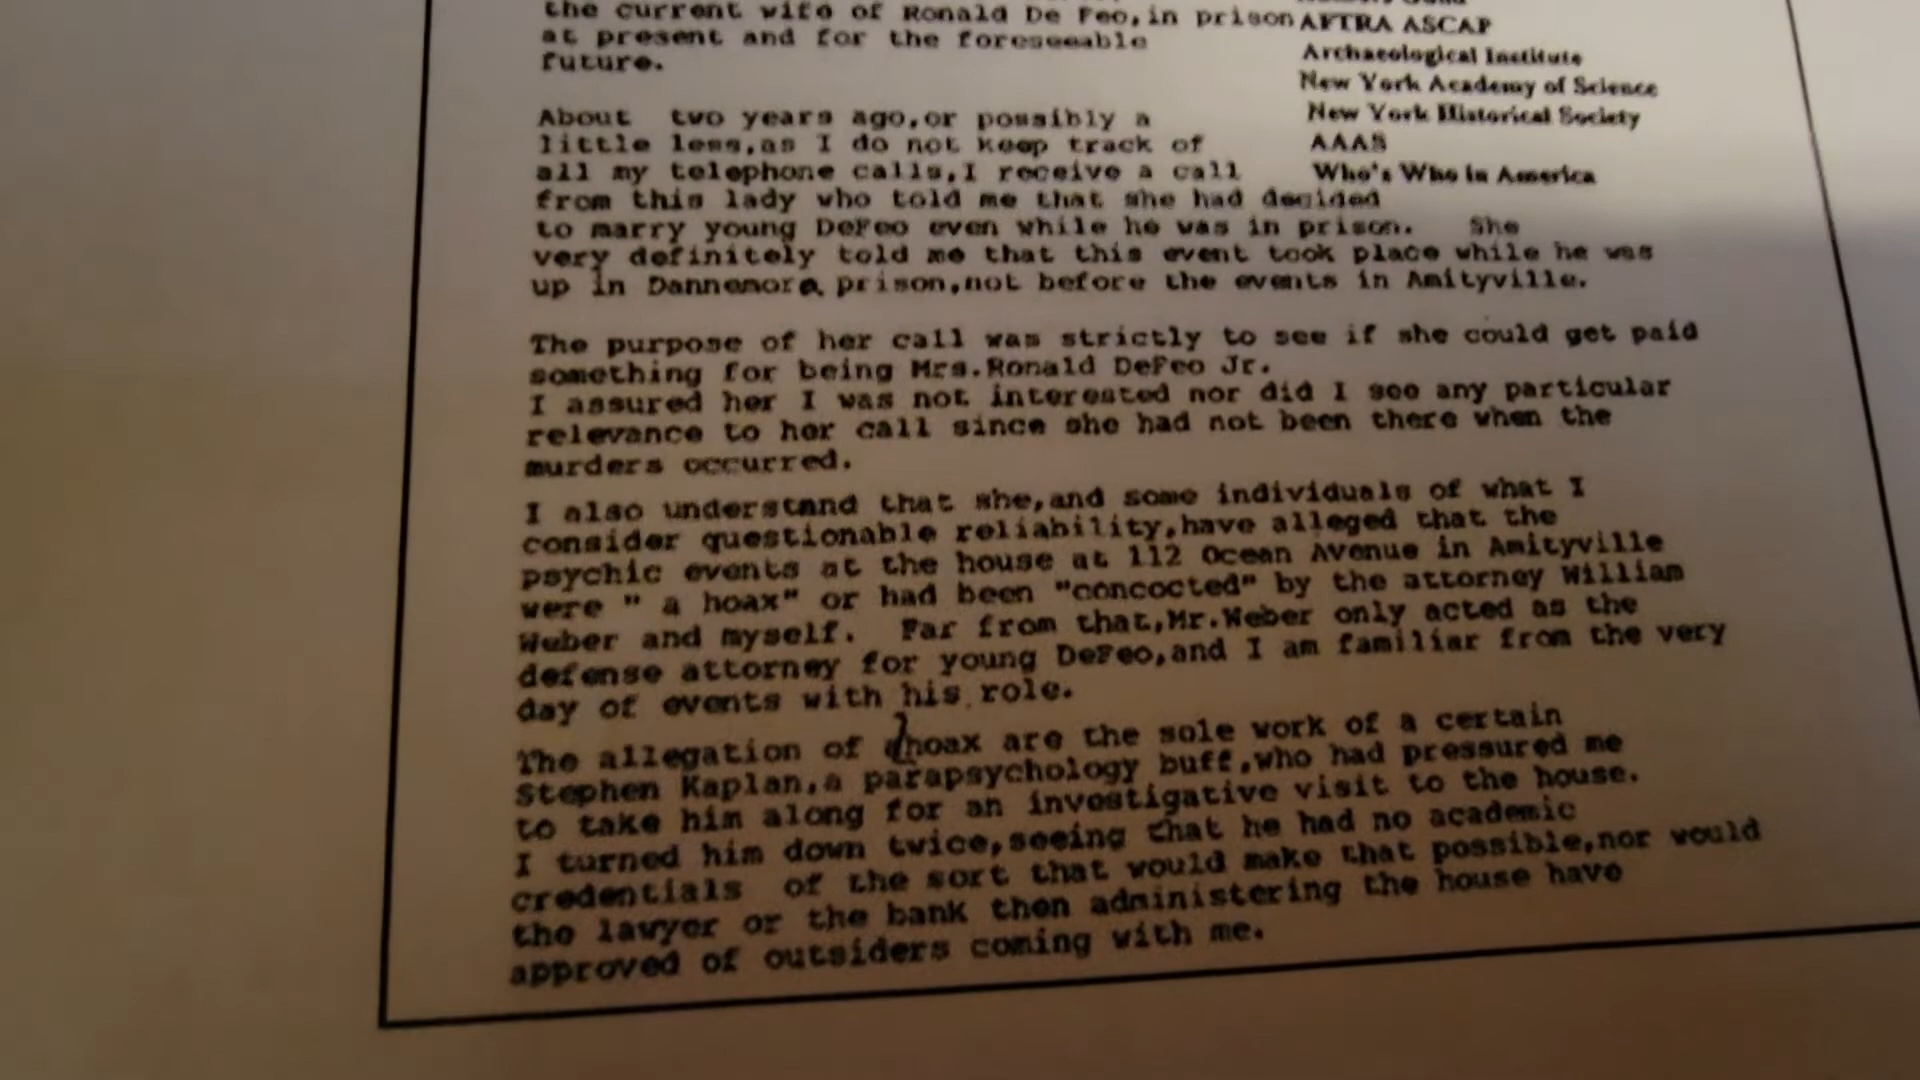 the current wife of Ronald De Feo,in prison
at present and for the foreseeable
future.
AFTRA ASCAP
Archaeological Institute
New York Academy of Science
New York Historical Society
AAAS
Who's Who in America
About two years ago,or possibly a
little less,as I do not keep track of
all my telephone calls,I receive a call
from this lady who told me that she had decided
to marry young DeFeo even while he was in prison. She
very definitely told me that this event took place while he was
up in Dannemora prison,not before the events in Amityville.
The purpose of her call was strictly to see if she could get paid
something for being Mrs.Ronald DeFeo Jr.
I assured her I was not interested nor did I see any particular
relevance to her call since she had not been there when the
murders occurred.
I also understand that she,and some individuals of what I
consider questionable reliability,have alleged that the
psychic events at the house at 112 Ocean Avenue in Amityville
were " a hoax" or had been "concocted" by the attorney William
Weber and myself. Far from that,Mr.Weber only acted as the
defense attorney for young DeFeo,and I am familiar from the very
day of events with his role.
The allegation of hoax are the sole work of a certain
Stephen Kaplan,a parapsychology buff,who had pressured me
to take him along for an investigative visit to the house.
I turned him down twice,seeing that he had no academic
credentials of the sort that would make that possible,nor would
the lawyer or the bank then administering the house have
approved of outsiders coming with me.